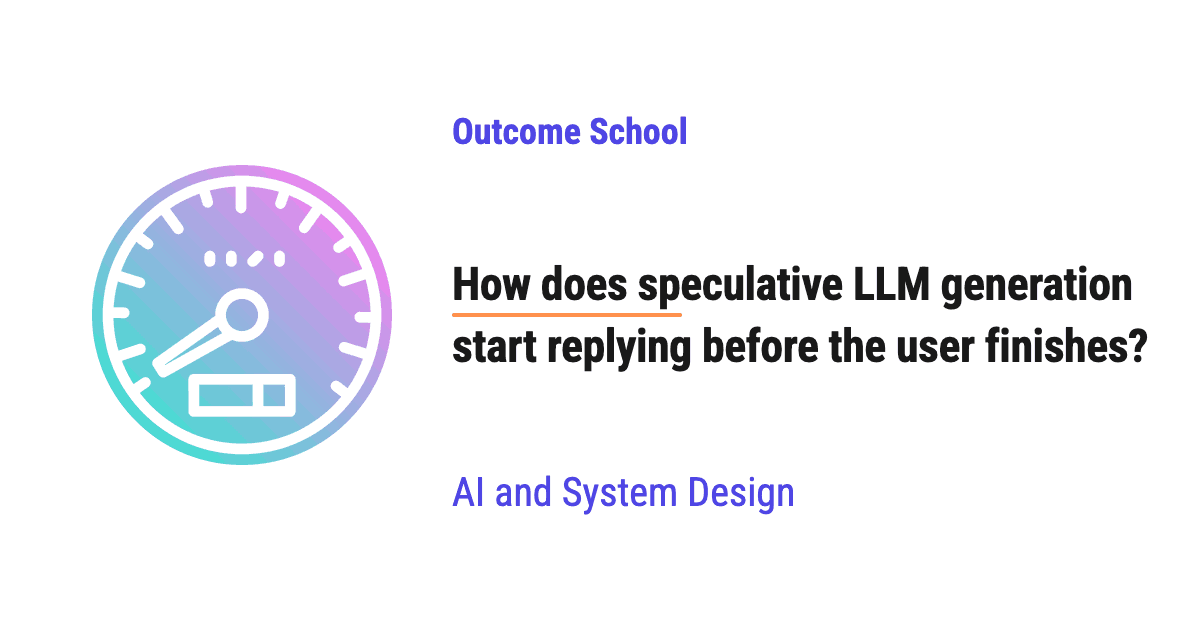 Outcome School
How does speculative LLM generation
start replying before the user finishes?
AI and System Design